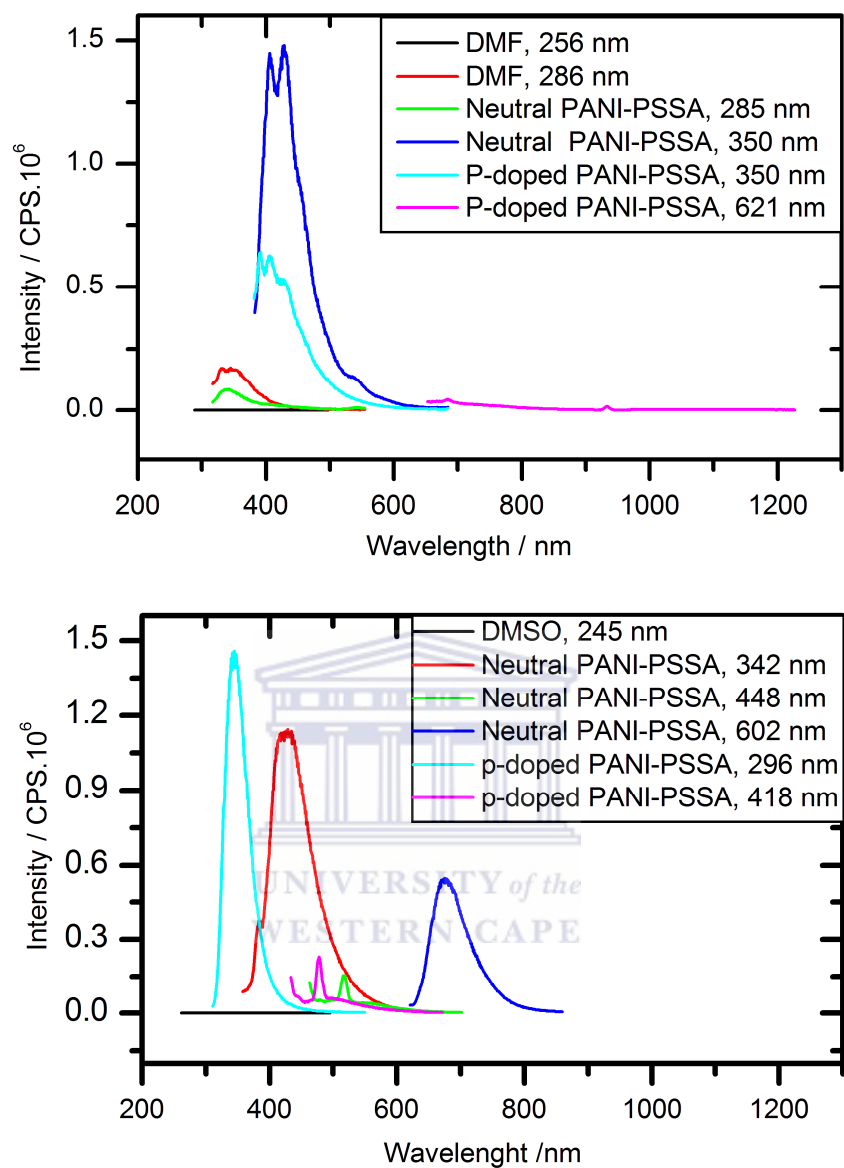 1.5
1.0
0.5
0.0
Intensity / CPS.10⁶
DMF, 256 nm
DMF, 286 nm
Neutral PANI-PSSA, 285 nm
Neutral  PANI-PSSA, 350 nm
P-doped PANI-PSSA, 350 nm
P-doped PANI-PSSA, 621 nm
200 400 600 800 1000 1200
Wavelength / nm
1.5
1.2
0.9
0.6
0.3
0.0
Intensity / CPS.10⁶
DMSO, 245 nm
Neutral PANI-PSSA, 342 nm
Neutral PANI-PSSA, 448 nm
Neutral PANI-PSSA, 602 nm
p-doped PANI-PSSA, 296 nm
p-doped PANI-PSSA, 418 nm
UNIVERSITY of the
WESTERN CAPE
200 400 600 800 1000 1200
Wavelenght /nm